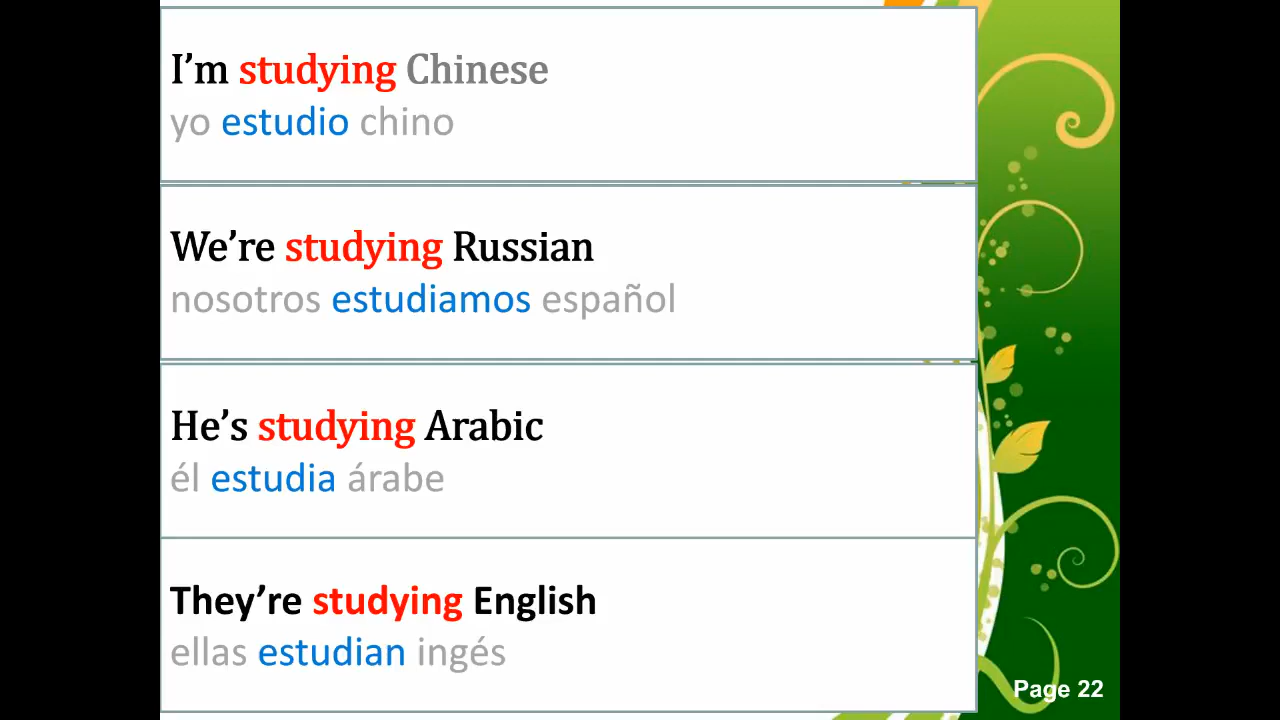 I’m studying Chinese
yo estudio chino
We’re studying Russian
nosotros estudiamos español
He’s studying Arabic
él estudia árabe
They’re studying English
ellas estudian ingés
Page 22